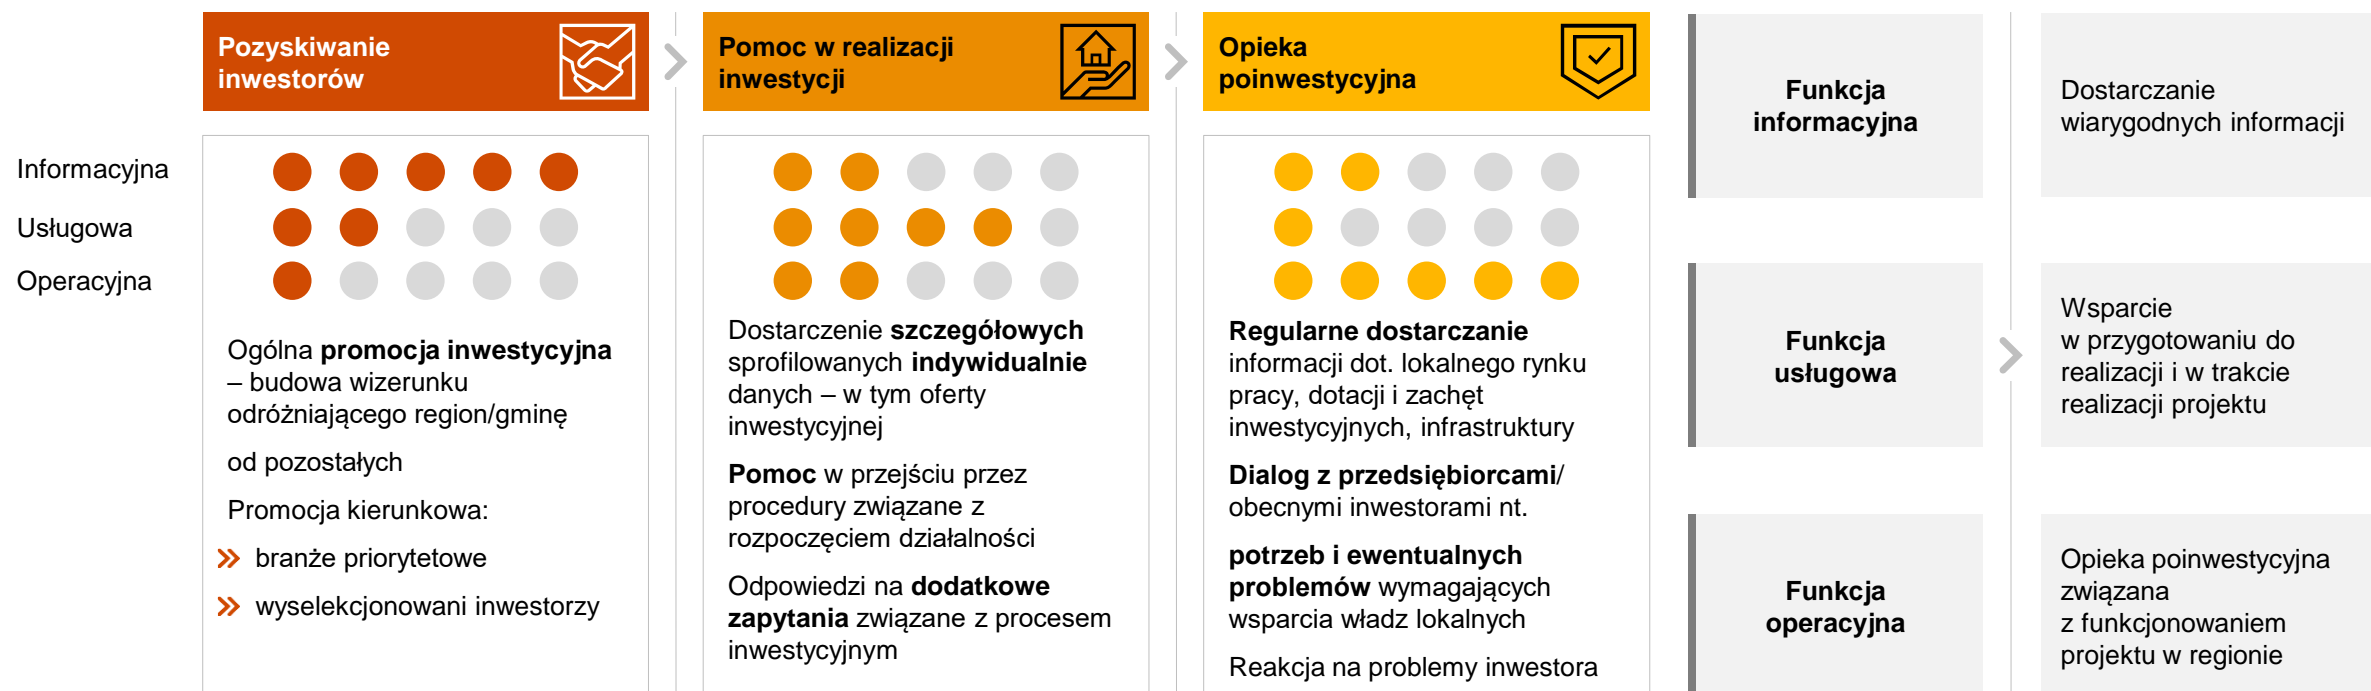 Pozyskiwanie
inwestorów
Pomoc w realizacji
inwestycji
Opieka
poinwestycyjna
Informacyjna
Usługowa
Operacyjna
Ogólna promocja inwestycyjna
– budowa wizerunku
odróżniającego region/gminę
od pozostałych
Promocja kierunkowa:
branże priorytetowe
wyselekcjonowani inwestorzy
Dostarczenie szczegółowych
sprofilowanych indywidualnie
danych – w tym oferty
inwestycyjnej
Pomoc w przejściu przez
procedury związane z
rozpoczęciem działalności
Odpowiedzi na dodatkowe
zapytania związane z procesem
inwestycyjnym
Regularne dostarczanie
informacji dot. lokalnego rynku
pracy, dotacji i zachęt
inwestycyjnych, infrastruktury
Dialog z przedsiębiorcami/
obecnymi inwestorami nt.
potrzeb i ewentualnych
problemów wymagających
wsparcia władz lokalnych
Reakcja na problemy inwestora
Funkcja
informacyjna
Dostarczanie
wiarygodnych informacji
Funkcja
usługowa
Wsparcie
w przygotowaniu do
realizacji i w trakcie
realizacji projektu
Funkcja
operacyjna
Opieka poinwestycyjna
związana
z funkcjonowaniem
projektu w regionie